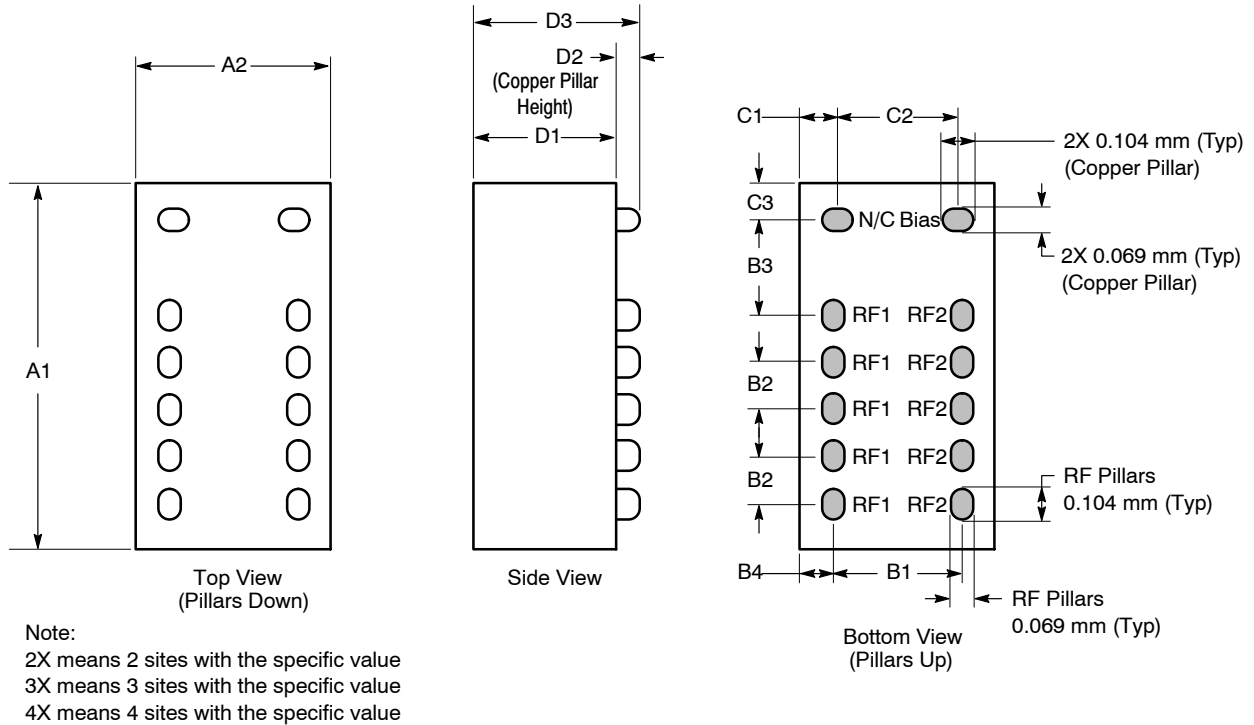 D3
D2
(Copper Pillar
Height)
D1
A2
A1
C1
C2
2X 0.104 mm (Typ)
(Copper Pillar)
C3
N/C Bias
2X 0.069 mm (Typ)
(Copper Pillar)
B3
RF1 RF2
RF1 RF2
B2
RF1 RF2
RF1 RF2
B2
RF Pillars
0.104 mm (Typ)
RF1 RF2
B4
B1
RF Pillars
0.069 mm (Typ)
Top View
(Pillars Down)
Side View
Bottom View
(Pillars Up)
Note:
2X means 2 sites with the specific value
3X means 3 sites with the specific value
4X means 4 sites with the specific value